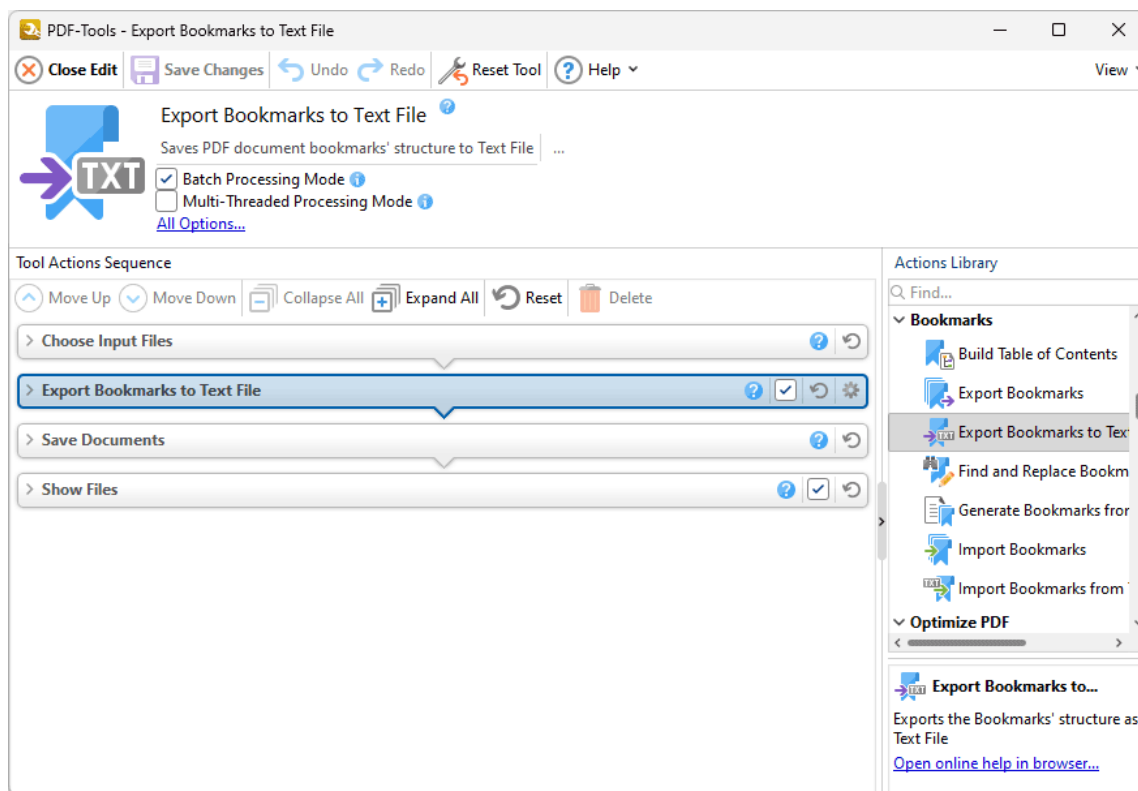 PDF-Tools - Export Bookmarks to Text File
Close Edit Save Changes Undo Redo Reset Tool Help View
Export Bookmarks to Text File
Saves PDF document bookmarks' structure to Text File ...
TXT
Batch Processing Mode
Multi-Threaded Processing Mode
All Options...
Tool Actions Sequence
Move Up Move Down Collapse All Expand All Reset Delete
Choose Input Files
Export Bookmarks to Text File
Save Documents
Show Files
Actions Library
Find...
Bookmarks
Build Table of Contents
Export Bookmarks
TXT Export Bookmarks to Tex
Find and Replace Bookm
Generate Bookmarks from
Import Bookmarks
TXT Import Bookmarks from
Optimize PDF
TXT Export Bookmarks to...
Exports the Bookmarks' structure as
Text File
Open online help in browser...